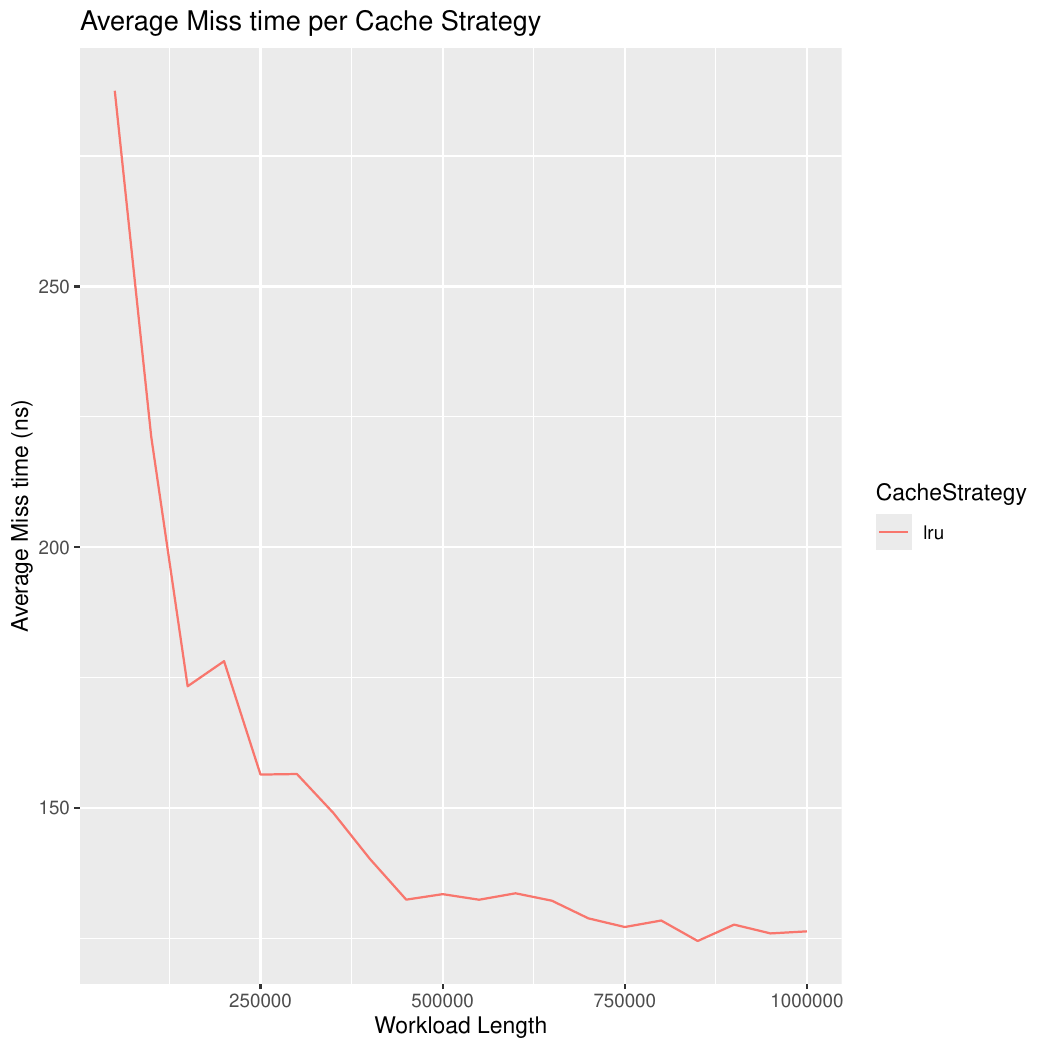 Average Miss time per Cache Strategy
Average Miss time (ns)
250
200
150
250000
500000
750000
1000000
Workload Length
CacheStrategy
lru